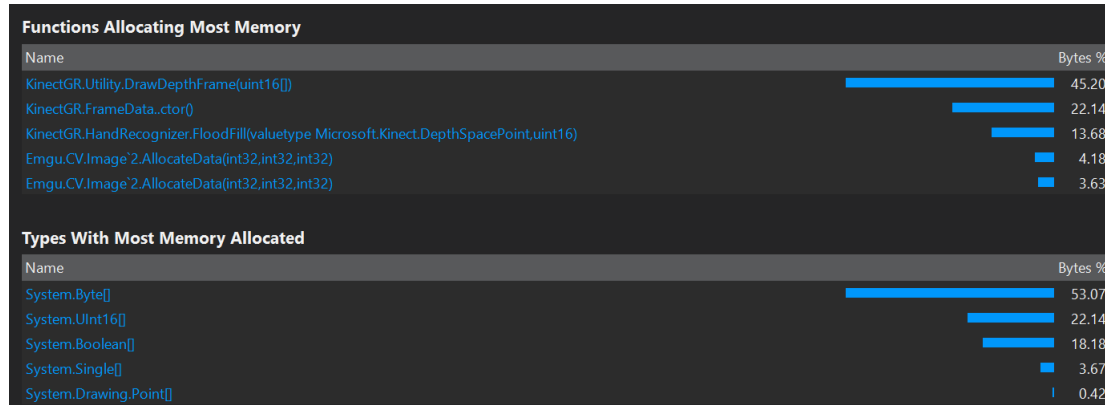 Functions Allocating Most Memory
Name Bytes %
KinectGR.Utility.DrawDepthFrame(uint16[]) 45.20
KinectGR.FrameData..ctor() 22.14
KinectGR.HandRecognizer.FloodFill(valuetype Microsoft.Kinect.DepthSpacePoint,uint16) 13.68
Emgu.CV.Image`2.AllocateData(int32,int32,int32) 4.18
Emgu.CV.Image`2.AllocateData(int32,int32,int32) 3.63
Types With Most Memory Allocated
Name Bytes %
System.Byte[] 53.07
System.UInt16[] 22.14
System.Boolean[] 18.18
System.Single[] 3.67
System.Drawing.Point[] 0.42